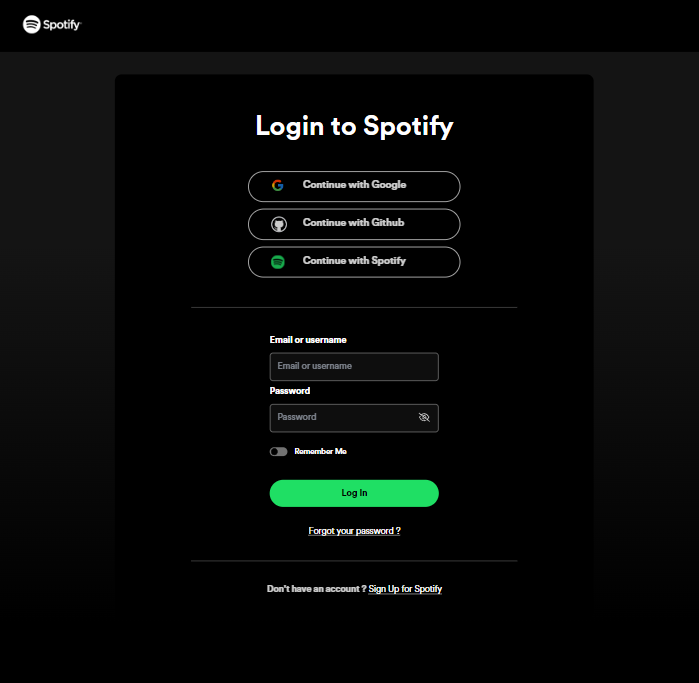 Spotify
Login to Spotify
Continue with Google
Continue with Github
Continue with Spotify
Email or username
Email or username
Password
Password
Remember Me
Log In
Forgot your password ?
Don't have an account ? Sign Up for Spotify